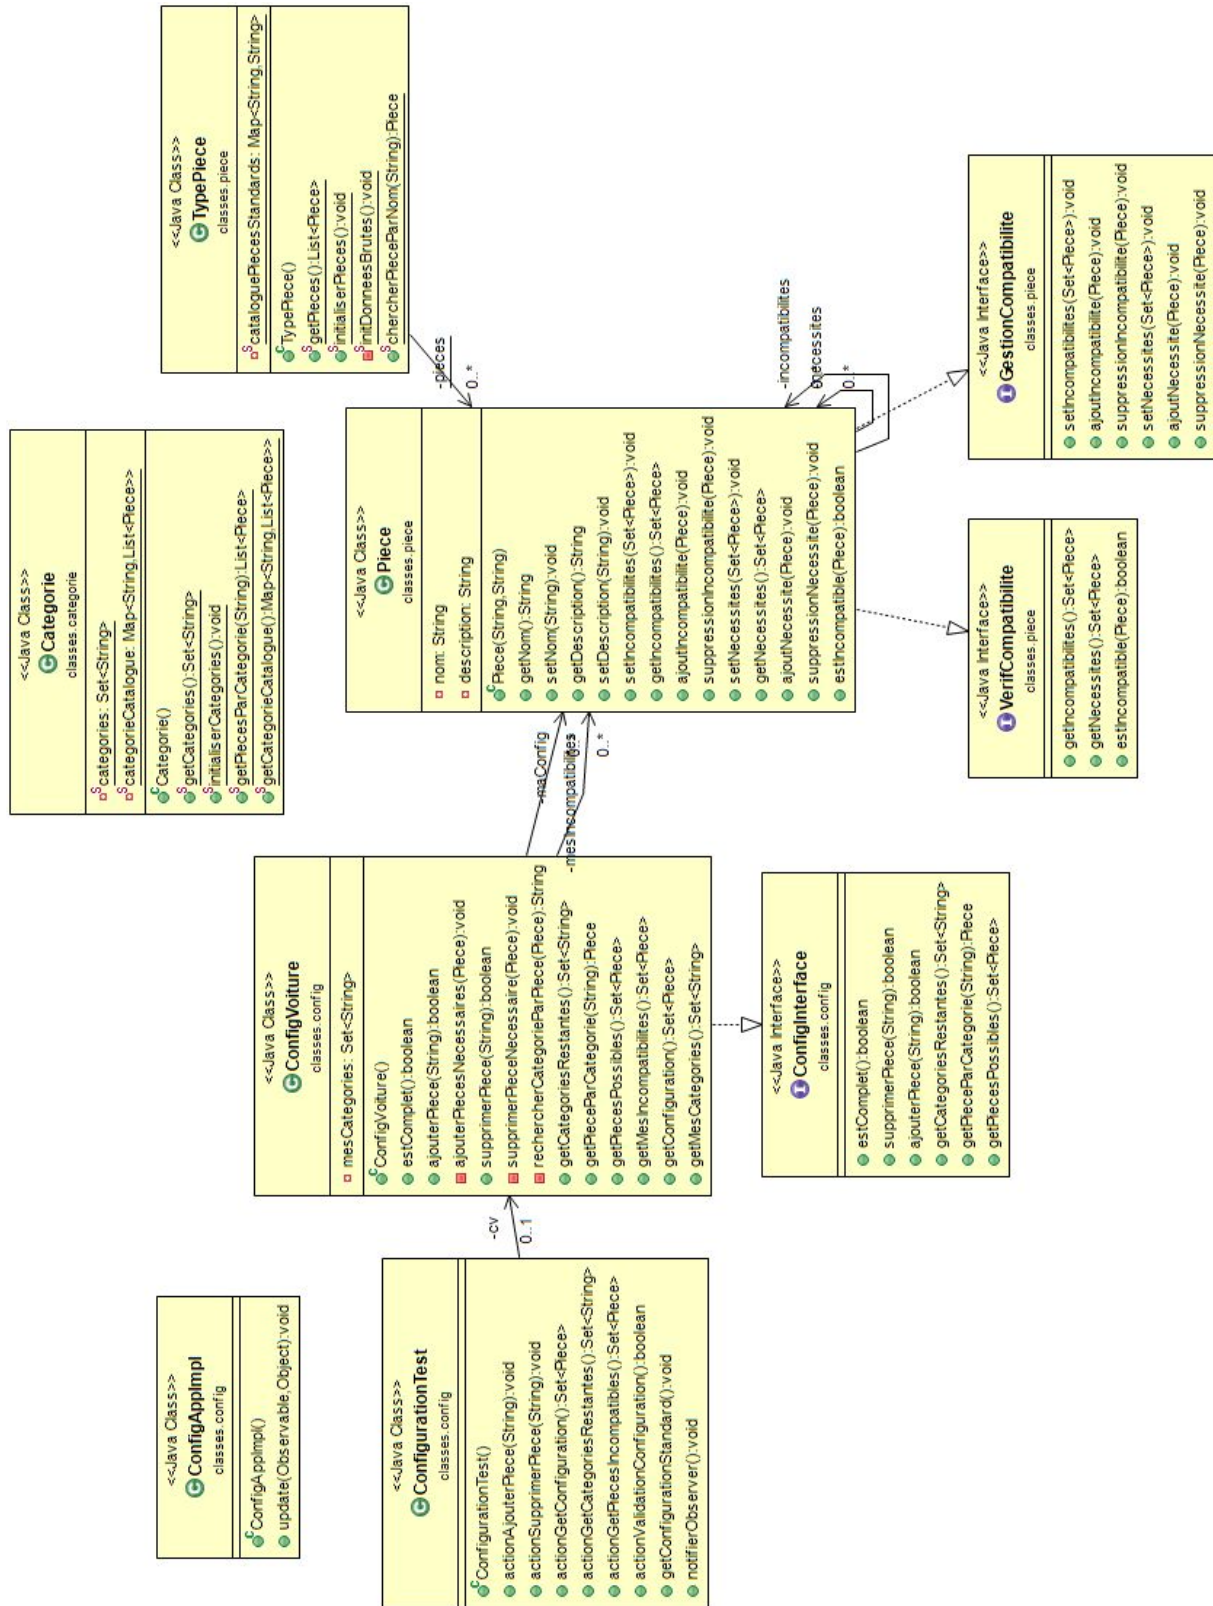 <<Java Class>>
ConfigAppImpl
classes.config
ConfigAppImpl()
update(Observable,Object):void
<<Java Class>>
ConfigurationTest
classes.config
ConfigurationTest()
actionAjouterPiece(String):void
actionSupprimerPiece(String):void
actionGetConfiguration():Set<Piece>
actionGetCategoriesRestantes():Set<String>
actionGetPiecesIncompatibles():Set<Piece>
actionValidationConfiguration():boolean
getConfigurationStandard():void
notifierObserver():void
-cv
0..1
<<Java Class>>
ConfigVoiture
classes.config
mesCategories: Set<String>
ConfigVoiture()
estComplet():boolean
ajouterPiece(String):boolean
ajouterPiecesNecessaires(Piece):void
supprimerPiece(String):boolean
supprimerPieceNecessaire(Piece):void
rechercherCategorieParPiece(Piece):String
getCategoriesRestantes():Set<String>
getPieceParCategorie(String):Piece
getPiecesPossibles():Set<Piece>
getMesIncompatibilites():Set<Piece>
getConfiguration():Set<Piece>
getMesCategories():Set<String>
<<Java Interface>>
ConfigInterface
classes.config
estComplet():boolean
supprimerPiece(String):boolean
ajouterPiece(String):boolean
getCategoriesRestantes():Set<String>
getPieceParCategorie(String):Piece
getPiecesPossibles():Set<Piece>
-maConfig
-mesIncompatibilites
0..*
<<Java Class>>
Categorie
classes.categorie
categories: Set<String>
categorieCatalogue: Map<String,List<Piece>>
Categorie()
getCategories():Set<String>
initialiserCategories():void
getPiecesParCategorie(String):List<Piece>
getCategorieCatalogue():Map<String,List<Piece>>
<<Java Class>>
Piece
classes.piece
nom: String
description: String
Piece(String,String)
getNom():String
setNom(String):void
getDescription():String
setDescription(String):void
setIncompatibilites(Set<Piece>):void
getIncompatibilites():Set<Piece>
ajoutIncompatibilite(Piece):void
suppressionIncompatibilite(Piece):void
setNecessites(Set<Piece>):void
getNecessites():Set<Piece>
ajoutNecessite(Piece):void
suppressionNecessite(Piece):void
estIncompatible(Piece):boolean
<<Java Interface>>
VerifCompatibilite
classes.piece
getIncompatibilites():Set<Piece>
getNecessites():Set<Piece>
estIncompatible(Piece):boolean
<<Java Class>>
TypePiece
classes.piece
cataloguePiecesStandards: Map<String,String>
TypePiece()
getPieces():List<Piece>
initialiserPieces():void
initDonneesBrutes():void
chercherPieceParNom(String):Piece
-pieces
0..*
-incompatibilites
0..*
<<Java Interface>>
GestionCompatibilite
classes.piece
setIncompatibilites(Set<Piece>):void
ajoutIncompatibilite(Piece):void
suppressionIncompatibilite(Piece):void
setNecessites(Set<Piece>):void
ajoutNecessite(Piece):void
suppressionNecessite(Piece):void